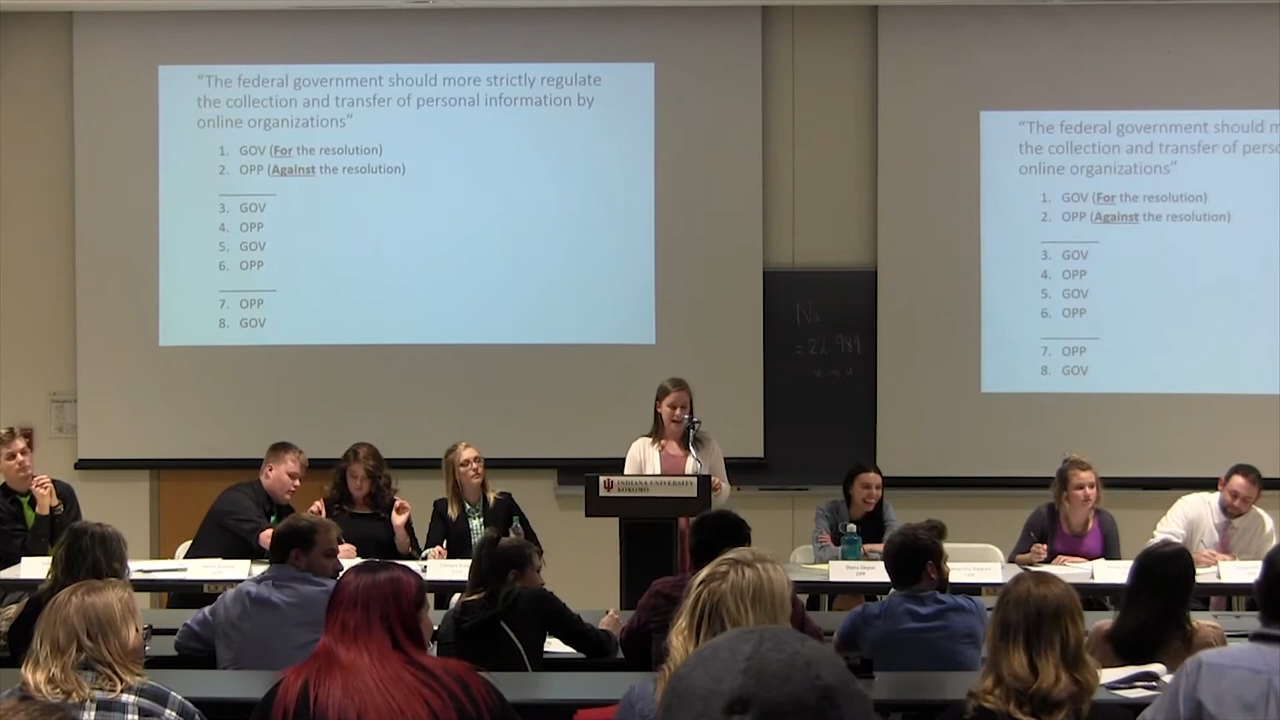 “The federal government should more strictly regulate
the collection and transfer of personal information by
online organizations”
1. GOV (For the resolution)
2. OPP (Against the resolution)
3. GOV
4. OPP
5. GOV
6. OPP
7. OPP
8. GOV
“The federal government should m
the collection and transfer of perso
online organizations”
1. GOV (For the resolution)
2. OPP (Against the resolution)
3. GOV
4. OPP
5. GOV
6. OPP
7. OPP
8. GOV
Na
INDIANA UNIVERSITY
KOKOMO
OPP